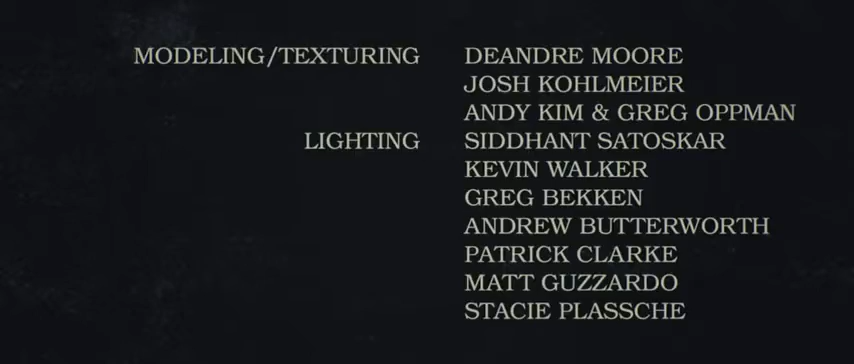 MODELING/TEXTURING DEANDRE MOORE
JOSH KOHLMEIER
ANDY KIM & GREG OPPMAN
LIGHTING SIDDHANT SATOSKAR
KEVIN WALKER
GREG BEKKEN
ANDREW BUTTERWORTH
PATRICK CLARKE
MATT GUZZARDO
STACIE PLASSCHE